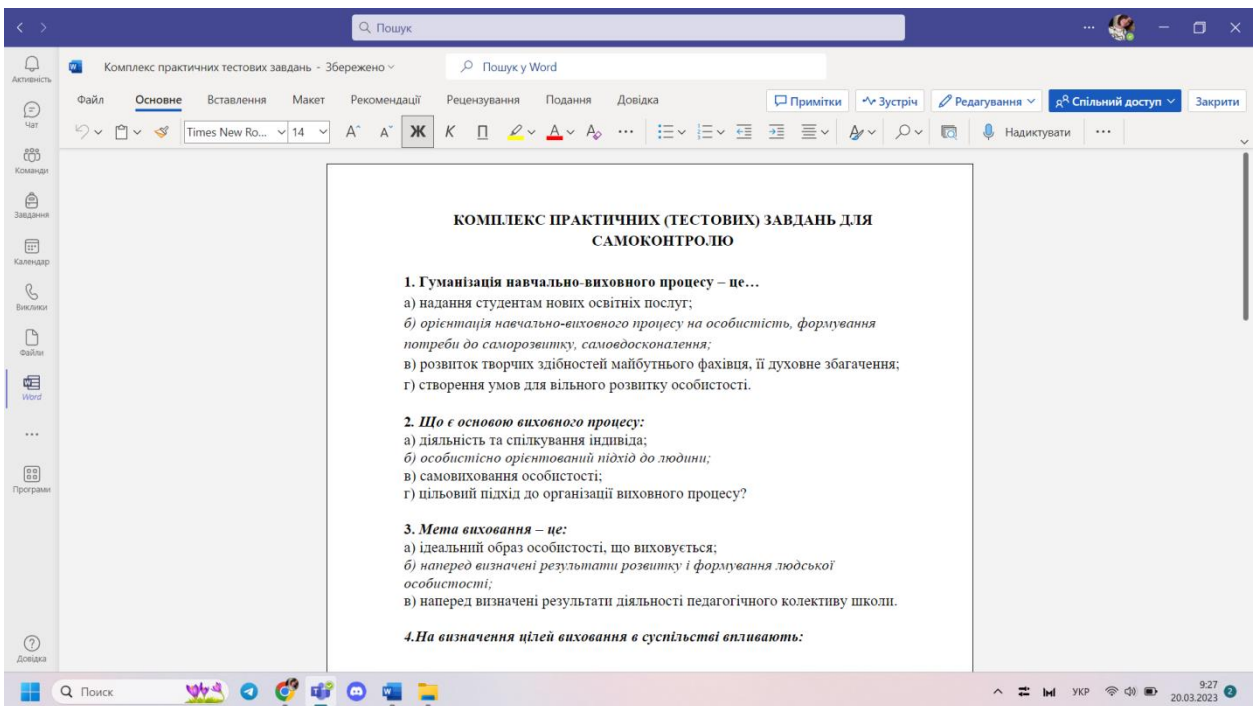 Пошук
Активність
Чат
Команди
Завдання
Календар
Виклики
Файли
Word
Програми
Довідка
Комплекс практичних тестових завдань - Збережено
Пошук у Word
Файл Основне Вставлення Макет Рекомендації Рецензування Подання Довідка Примітки Зустріч Редагування Спільний доступ Закрити
Times New Ro... 14 Ж К П Надиктувати
КОМПЛЕКС ПРАКТИЧНИХ (ТЕСТОВИХ) ЗАВДАНЬ ДЛЯ
САМОКОНТРОЛЮ
1. Гуманізація навчально-виховного процесу – це…
а) надання студентам нових освітніх послуг;
б) орієнтація навчально-виховного процесу на особистість, формування
потреби до саморозвитку, самовдосконалення;
в) розвиток творчих здібностей майбутнього фахівця, її духовне збагачення;
г) створення умов для вільного розвитку особистості.
2. Що є основою виховного процесу:
а) діяльність та спілкування індивіда;
б) особистісно орієнтований підхід до людини;
в) самовиховання особистості;
г) цільовий підхід до організації виховного процесу?
3. Мета виховання – це:
а) ідеальний образ особистості, що виховується;
б) наперед визначені результати розвитку і формування людської
особистості;
в) наперед визначені результати діяльності педагогічного колективу школи.
4.На визначення цілей виховання в суспільстві впливають:
Поиск
УКР
9:27
20.03.2023
2